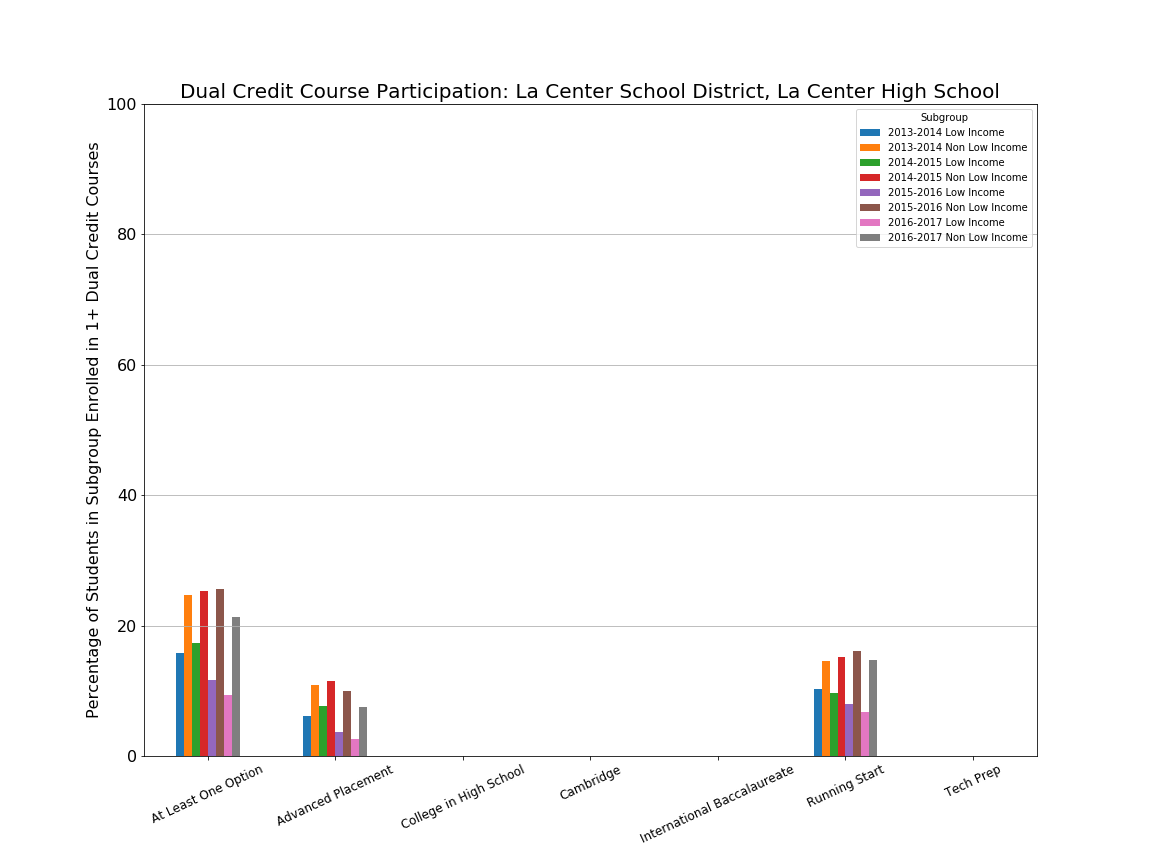 Dual Credit Course Participation: La Center School District, La Center High School
Percentage of Students in Subgroup Enrolled in 1+ Dual Credit Courses
100
80
60
40
20
0
Subgroup
2013-2014 Low Income
2013-2014 Non Low Income
2014-2015 Low Income
2014-2015 Non Low Income
2015-2016 Low Income
2015-2016 Non Low Income
2016-2017 Low Income
2016-2017 Non Low Income
At Least One Option
Advanced Placement
College in High School
Cambridge
International Baccalaureate
Running Start
Tech Prep